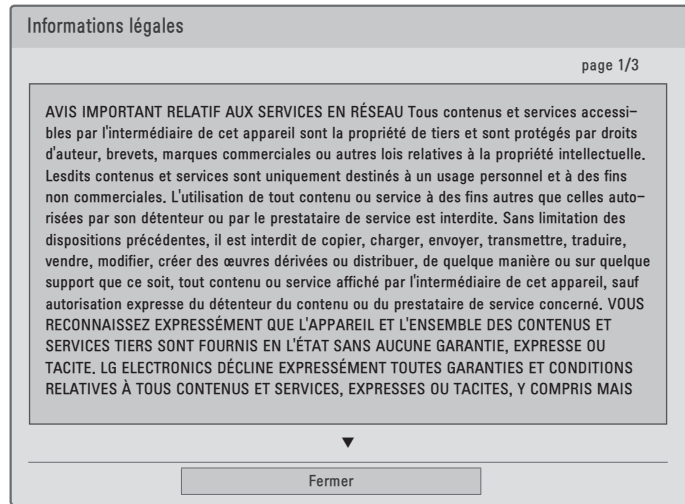 Informations légales
page 1/3
AVIS IMPORTANT RELATIF AUX SERVICES EN RÉSEAU Tous contenus et services accessi-
bles par l'intermédiaire de cet appareil sont la propriété de tiers et sont protégés par droits
d'auteur, brevets, marques commerciales ou autres lois relatives à la propriété intellectuelle.
Lesdits contenus et services sont uniquement destinés à un usage personnel et à des fins
non commerciales. L'utilisation de tout contenu ou service à des fins autres que celles auto-
risées par son détenteur ou par le prestataire de service est interdite. Sans limitation des
dispositions précédentes, il est interdit de copier, charger, envoyer, transmettre, traduire,
vendre, modifier, créer des œuvres dérivées ou distribuer, de quelque manière ou sur quelque
support que ce soit, tout contenu ou service affiché par l'intermédiaire de cet appareil, sauf
autorisation expresse du détenteur du contenu ou du prestataire de service concerné. VOUS
RECONNAISSEZ EXPRESSÉMENT QUE L'APPAREIL ET L'ENSEMBLE DES CONTENUS ET
SERVICES TIERS SONT FOURNIS EN L'ÉTAT SANS AUCUNE GARANTIE, EXPRESSE OU
TACITE. LG ELECTRONICS DÉCLINE EXPRESSÉMENT TOUTES GARANTIES ET CONDITIONS
RELATIVES À TOUS CONTENUS ET SERVICES, EXPRESSES OU TACITES, Y COMPRIS MAIS
▼
Fermer